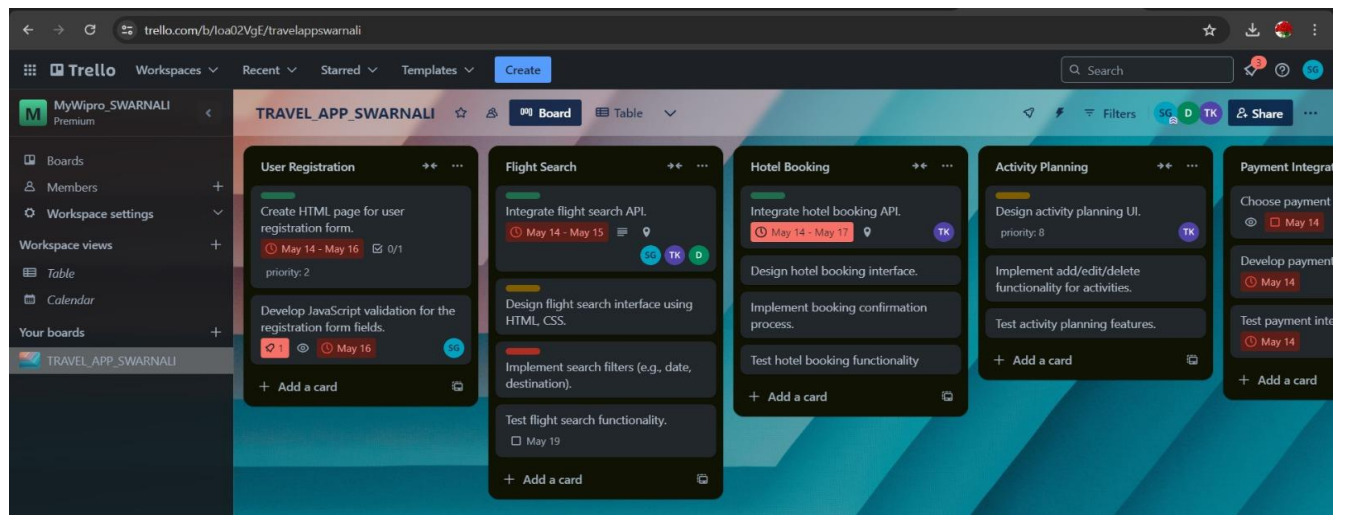 trello.com/b/Ioa02VgE/travelappswarnali
Trello Workspaces Recent Starred Templates Create Search 3 SG
M MyWipro_SWARNALI
Premium
TRAVEL_APP_SWARNALI Board Table Filters SG D TK Share
Boards
Members
Workspace settings
Workspace views
Table
Calendar
Your boards
TRAVEL_APP_SWARNALI
User Registration
Create HTML page for user
registration form.
May 14 - May 16 0/1
priority: 2
Develop JavaScript validation for the
registration form fields.
1 May 16 SG
+ Add a card
Flight Search
Integrate flight search API.
May 14 - May 15
SG TK D
Design flight search interface using
HTML, CSS.
Implement search filters (e.g., date,
destination).
Test flight search functionality.
May 19
+ Add a card
Hotel Booking
Integrate hotel booking API.
May 14 - May 17 TK
Design hotel booking interface.
Implement booking confirmation
process.
Test hotel booking functionality
+ Add a card
Activity Planning
Design activity planning UI.
priority: 8 TK
Implement add/edit/delete
functionality for activities.
Test activity planning features.
+ Add a card
Payment Integrat
Choose payment
May 14
Develop payment
May 14
Test payment inte
May 14
+ Add a card